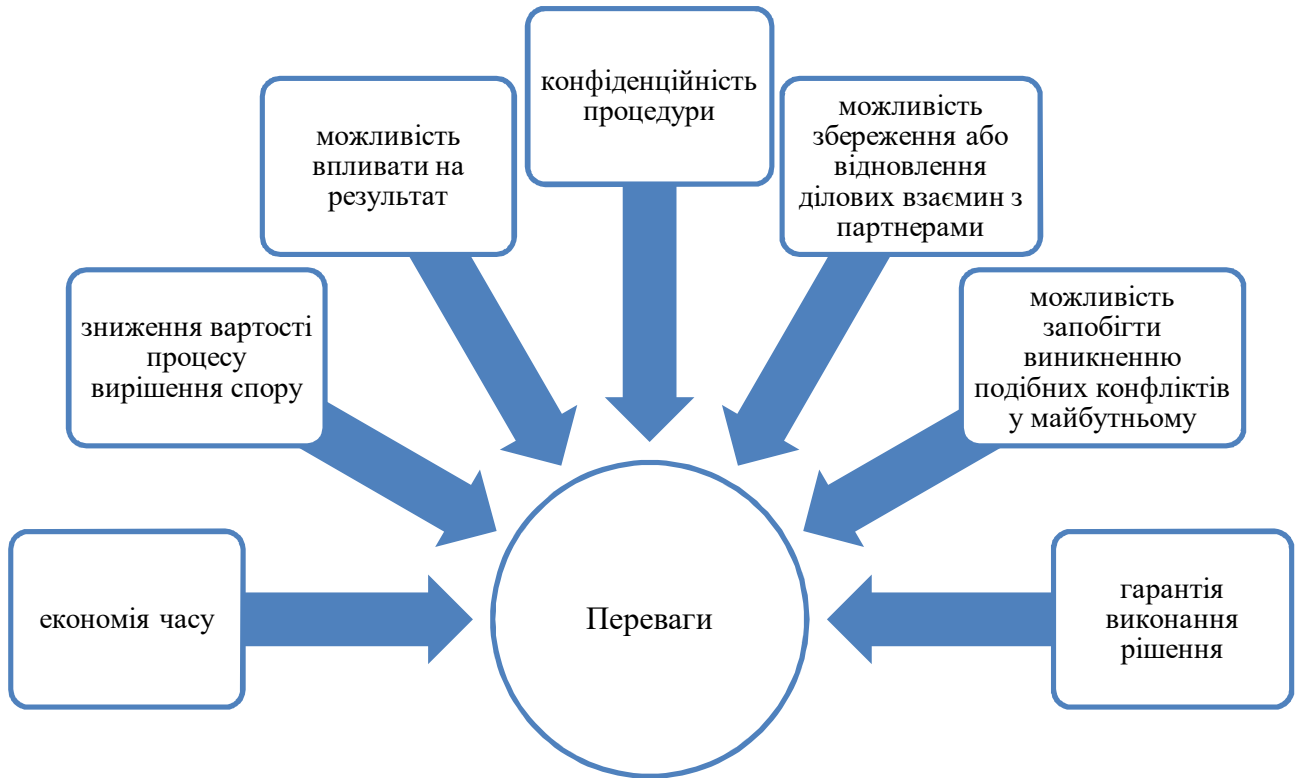 конфіденційність
процедури
можливість
впливати на
результат
можливість
збереження або
відновлення
ділових взаємин з
партнерами
зниження вартості
процесу
вирішення спору
можливість
запобігти
виникненню
подібних конфліктів
у майбутньому
економія часу
Переваги
гарантія
виконання
рішення